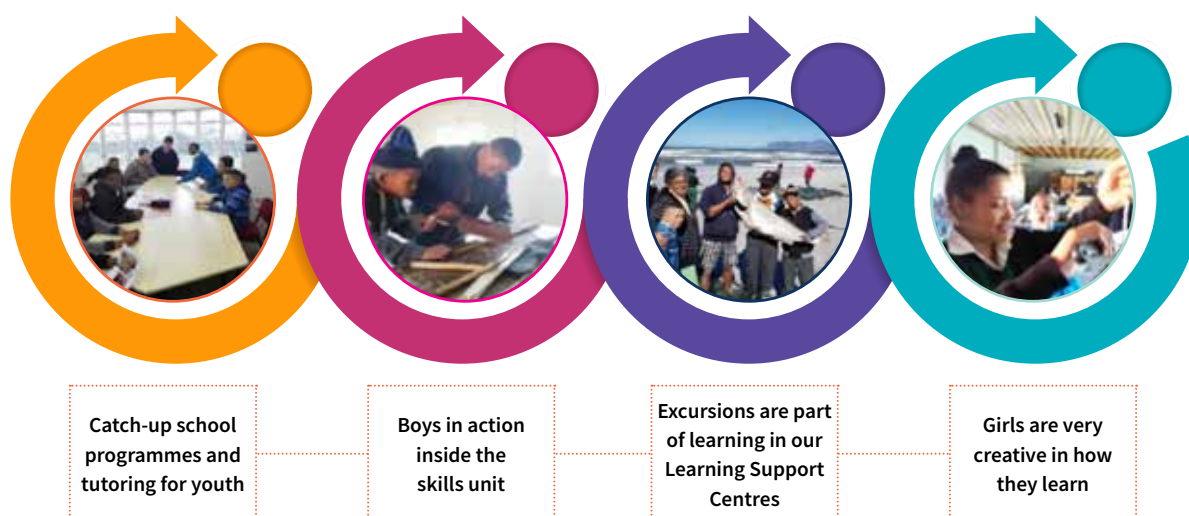 Catch-up school
programmes and
tutoring for youth
Boys in action
inside the
skills unit
Excursions are part
of learning in our
Learning Support
Centres
Girls are very
creative in how
they learn